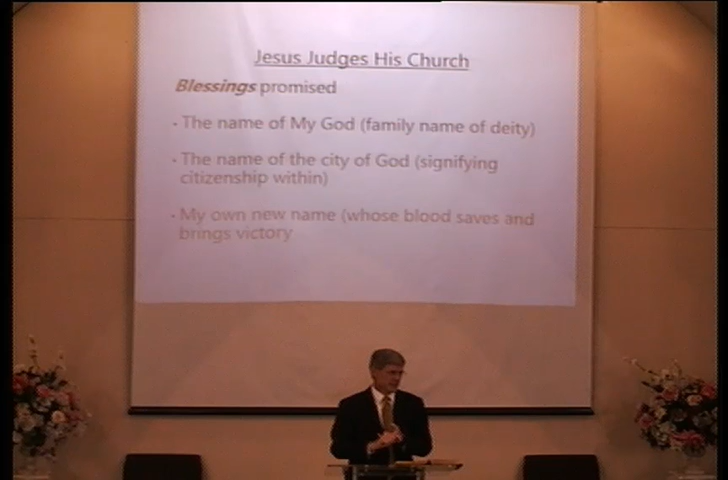 Jesus Judges His Church
Blessings promised
• The name of My God (family name of deity)
• The name of the city of God (signifying
citizenship within)
• My own new name (whose blood saves and
brings victory